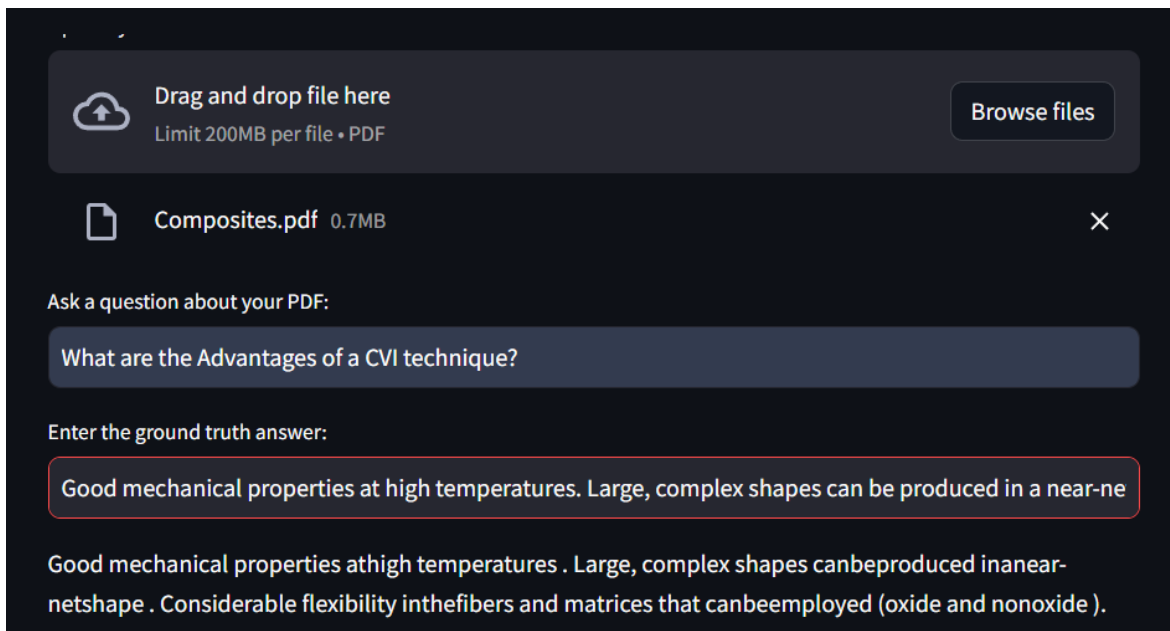 Drag and drop file here
Limit 200MB per file • PDF
Browse files
Composites.pdf 0.7MB
Ask a question about your PDF:
What are the Advantages of a CVI technique?
Enter the ground truth answer:
Good mechanical properties at high temperatures. Large, complex shapes can be produced in a near-ne
Good mechanical properties athigh temperatures . Large, complex shapes canbeproduced inanear-
netshape . Considerable flexibility inthefibers and matrices that canbeemployed (oxide and nonoxide ).